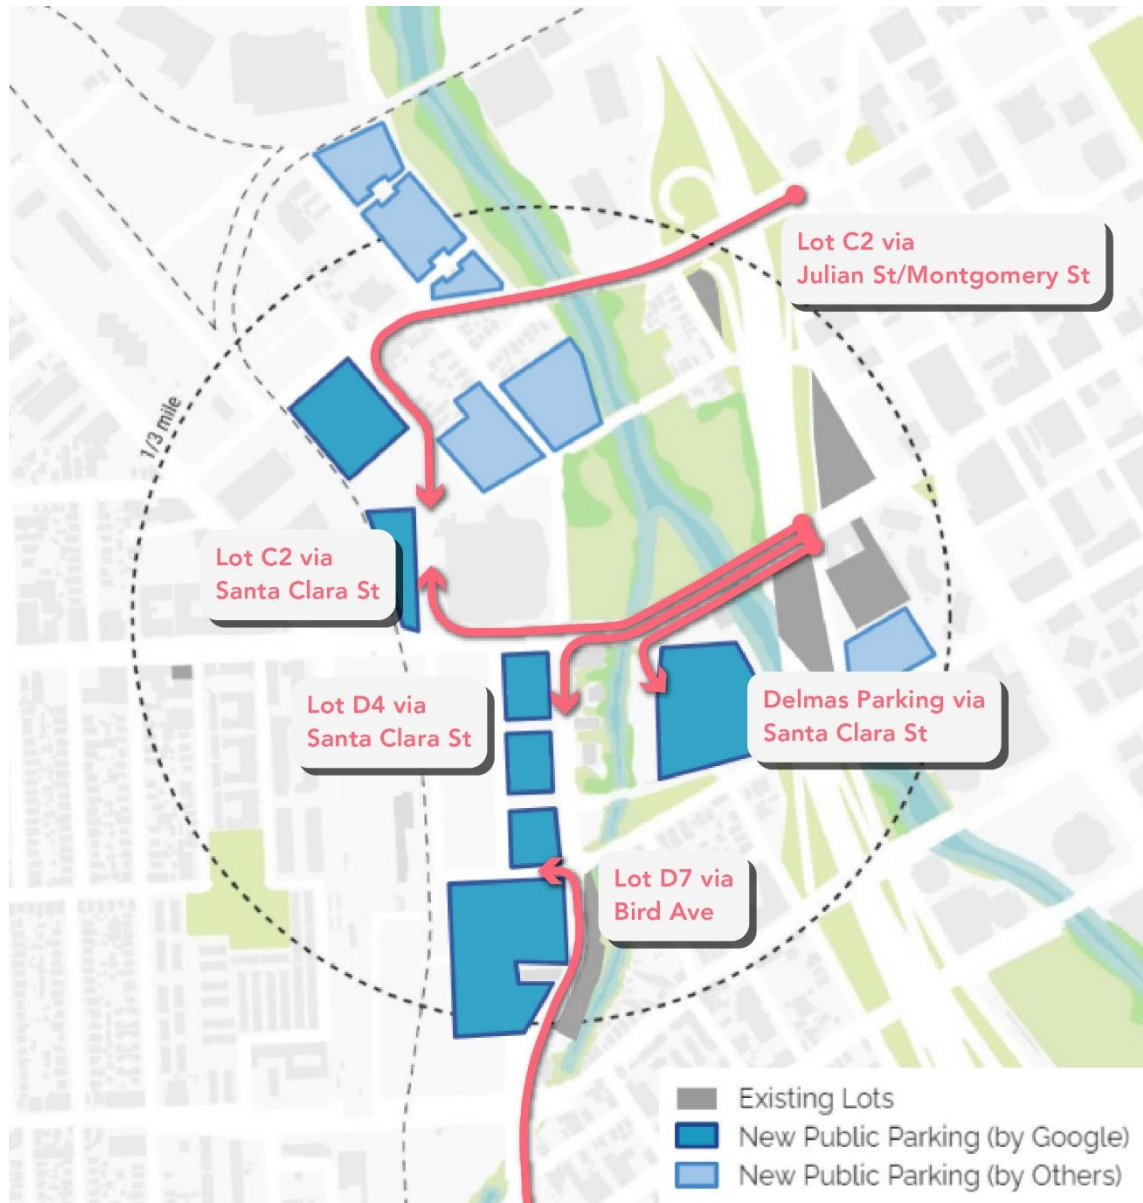 Lot C2 via
Julian St/Montgomery St
1/3 mile
Lot C2 via
Santa Clara St
Lot D4 via
Santa Clara St
Delmas Parking via
Santa Clara St
Lot D7 via
Bird Ave
Existing Lots
New Public Parking (by Google)
New Public Parking (by Others)